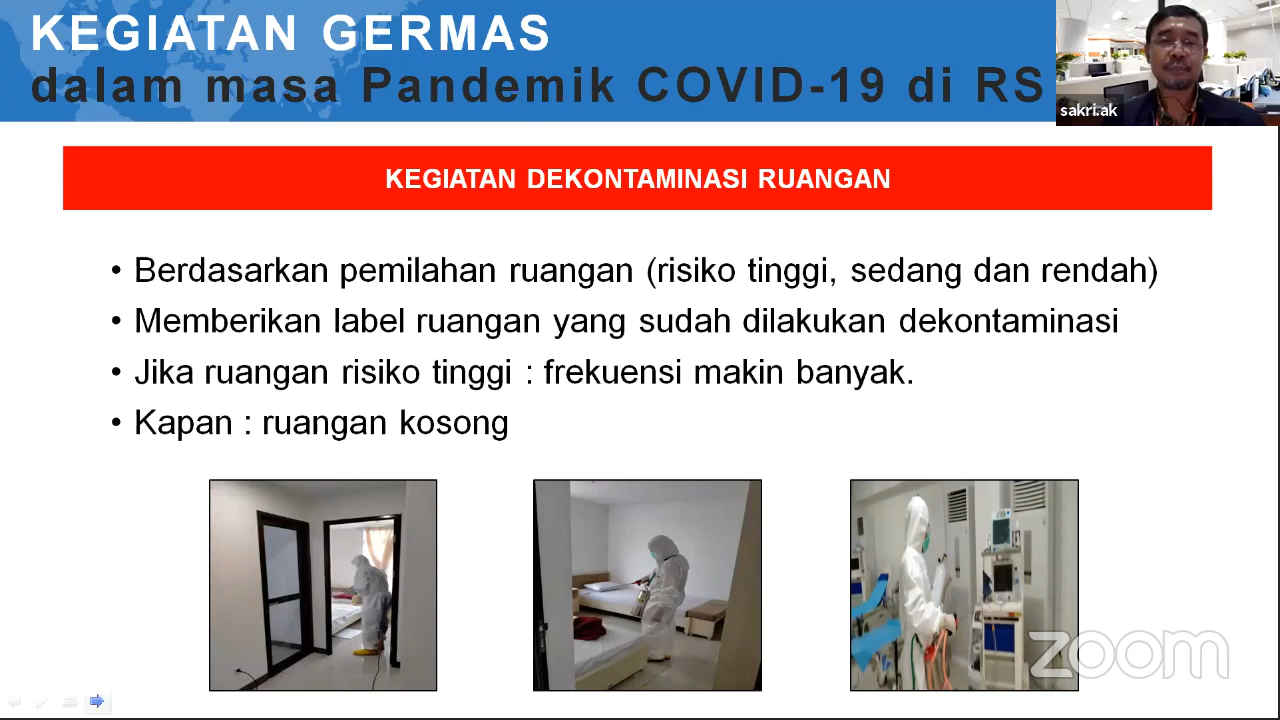 KEGIATAN GERMAS
dalam masa Pandemik COVID-19 di RS
sakri.ak
KEGIATAN DEKONTAMINASI RUANGAN
• Berdasarkan pemilahan ruangan (risiko tinggi, sedang dan rendah)
• Memberikan label ruangan yang sudah dilakukan dekontaminasi
• Jika ruangan risiko tinggi : frekuensi makin banyak.
• Kapan : ruangan kosong
zoom